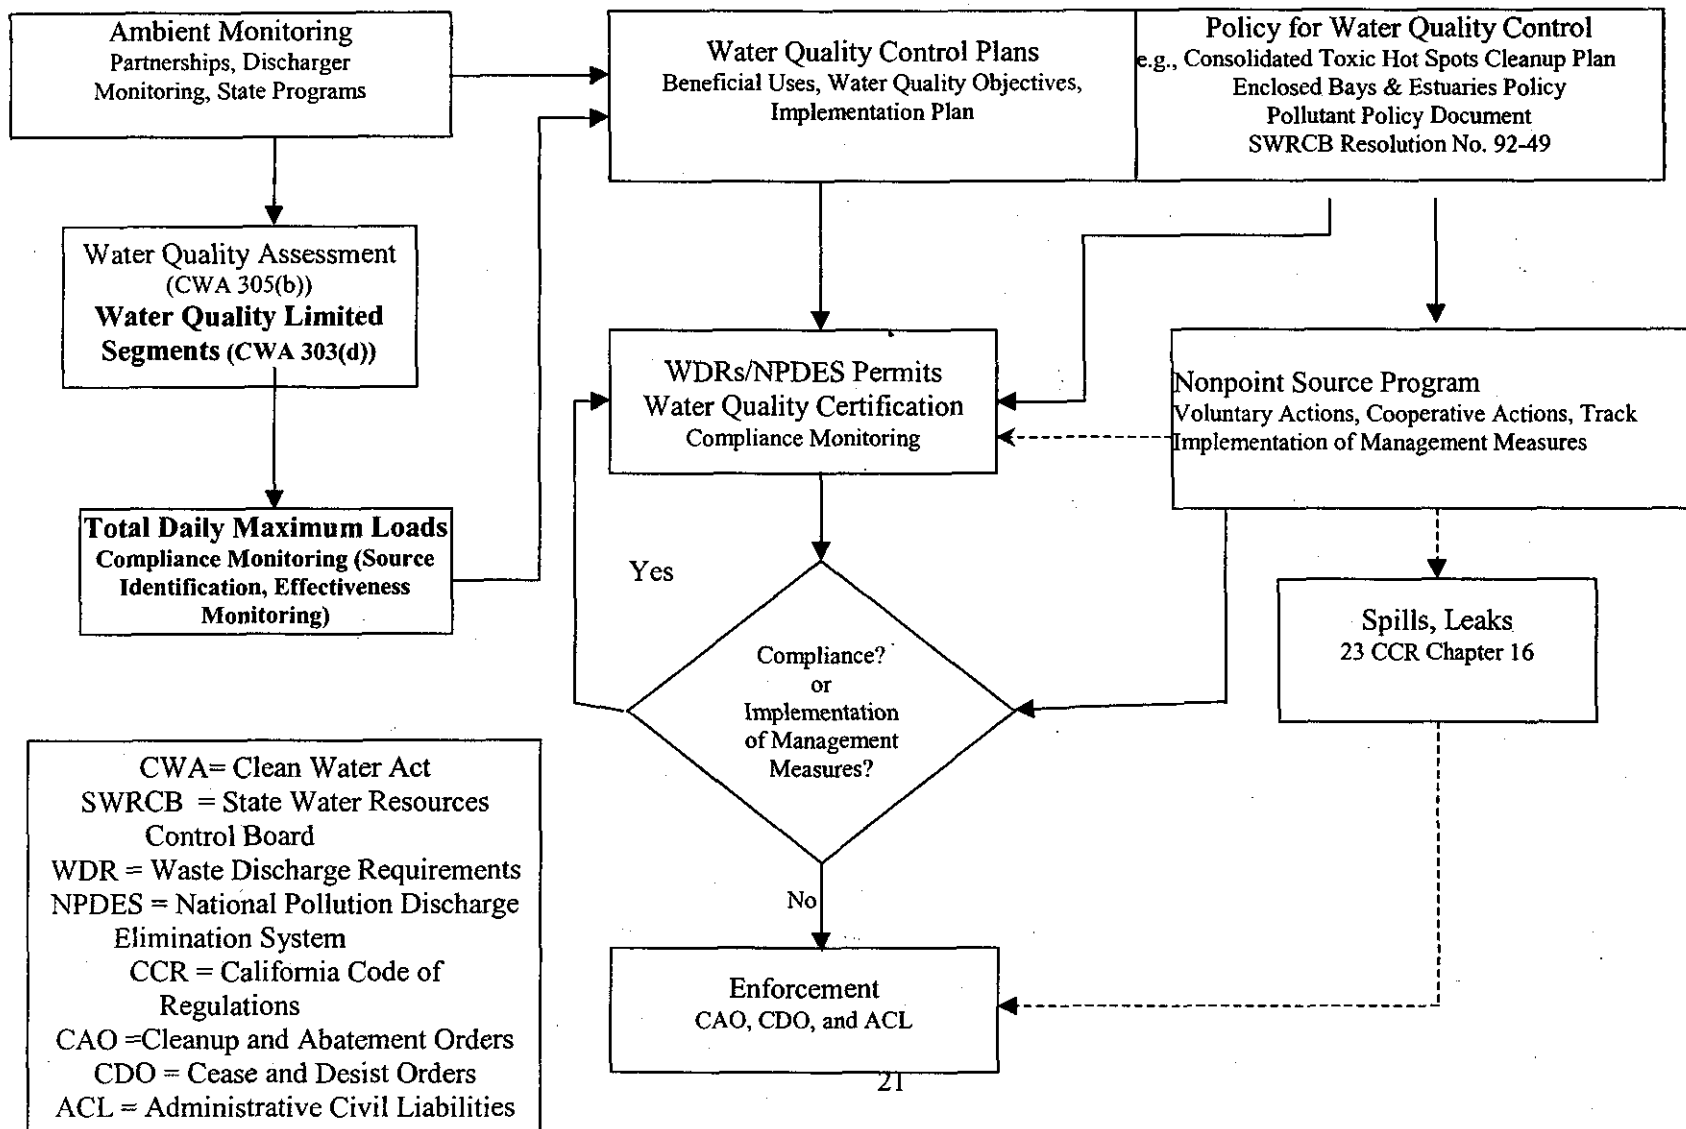 Ambient Monitoring
Partnerships, Discharger
Monitoring, State Programs
Water Quality Control Plans
Beneficial Uses, Water Quality Objectives,
Implementation Plan
Policy for Water Quality Control
e.g., Consolidated Toxic Hot Spots Cleanup Plan
Enclosed Bays & Estuaries Policy
Pollutant Policy Document
SWRCB Resolution No. 92-49
Water Quality Assessment
(CWA 305(b))
Water Quality Limited
Segments (CWA 303(d))
WDRs/NPDES Permits
Water Quality Certification
Compliance Monitoring
Nonpoint Source Program
Voluntary Actions, Cooperative Actions, Track
Implementation of Management Measures
Total Daily Maximum Loads
Compliance Monitoring (Source
Identification, Effectiveness
Monitoring)
Yes
Compliance?
or
Implementation
of Management
Measures?
Spills, Leaks
23 CCR Chapter 16
No
Enforcement
CAO, CDO, and ACL
CWA= Clean Water Act
SWRCB = State Water Resources
Control Board
WDR = Waste Discharge Requirements
NPDES = National Pollution Discharge
Elimination System
CCR = California Code of
Regulations
CAO =Cleanup and Abatement Orders
CDO = Cease and Desist Orders
ACL = Administrative Civil Liabilities
21